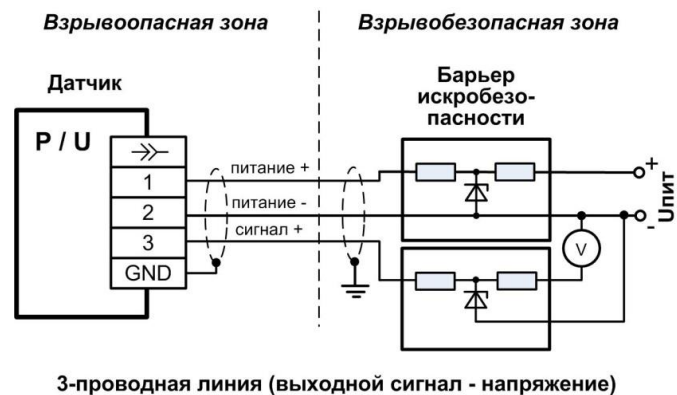 Взрывоопасная зона
Взрывобезопасная зона
Датчик
Барьер
искробезо-
пасности
P / U
1
2
3
GND
питание +
питание -
сигнал +
+
-
Uпит
V
3-проводная линия (выходной сигнал - напряжение)